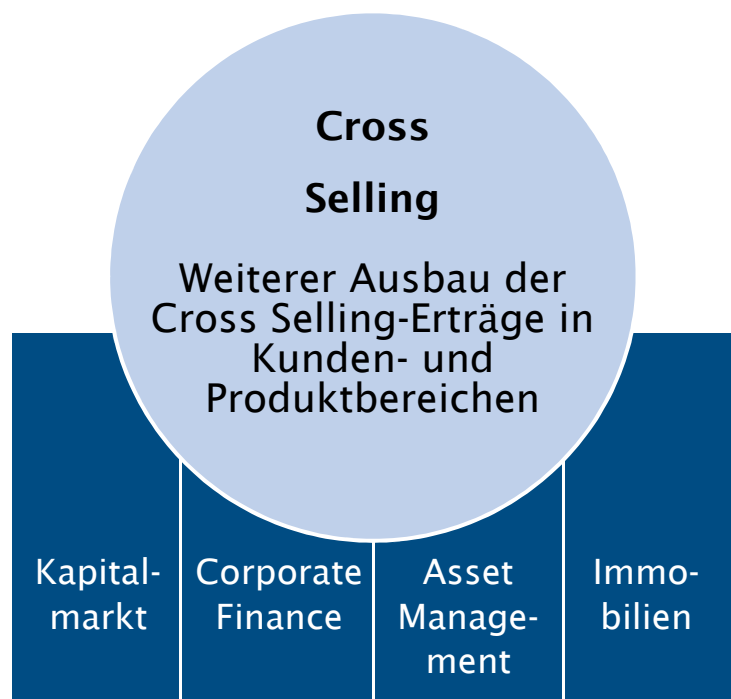 Cross
Selling
Weiterer Ausbau der
Cross Selling-Erträge in
Kunden- und
Produktbereichen
Kapital-
markt
Corporate
Finance
Asset
Manage-
ment
Immo-
bilien